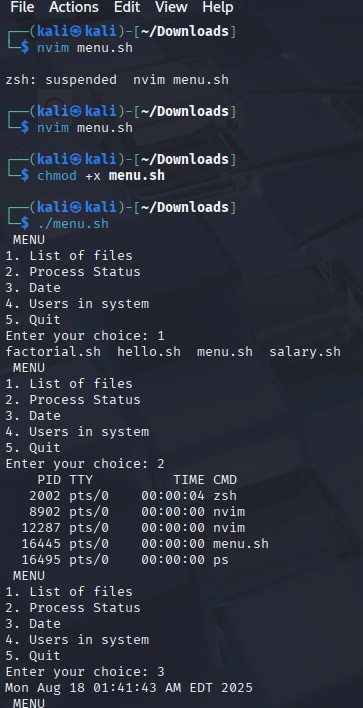 File Actions Edit View Help
┌──(kali㉿kali)-[~/Downloads]
└─$ nvim menu.sh
zsh: suspended  nvim menu.sh
┌──(kali㉿kali)-[~/Downloads]
└─$ nvim menu.sh
┌──(kali㉿kali)-[~/Downloads]
└─$ chmod +x menu.sh
┌──(kali㉿kali)-[~/Downloads]
└─$ ./menu.sh
 MENU
1. List of files
2. Process Status
3. Date
4. Users in system
5. Quit
Enter your choice: 1
factorial.sh  hello.sh  menu.sh  salary.sh
 MENU
1. List of files
2. Process Status
3. Date
4. Users in system
5. Quit
Enter your choice: 2
    PID TTY          TIME CMD
   2002 pts/0    00:00:04 zsh
   8902 pts/0    00:00:00 nvim
  12287 pts/0    00:00:00 nvim
  16445 pts/0    00:00:00 menu.sh
  16495 pts/0    00:00:00 ps
 MENU
1. List of files
2. Process Status
3. Date
4. Users in system
5. Quit
Enter your choice: 3
Mon Aug 18 01:41:43 AM EDT 2025
 MENU